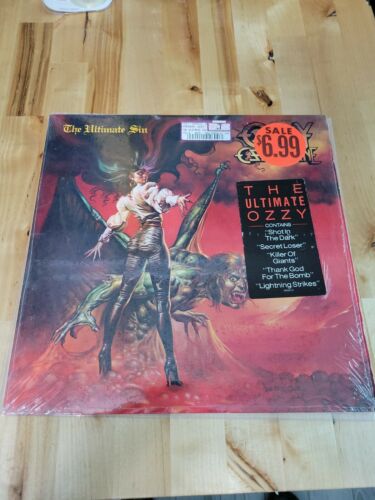 The Ultimate Sin
SALE
$6.99
THE
ULTIMATE
OZZY
CONTAINS
"Shot In
The Dark"
"Secret Loser"
"Killer Of
Giants"
"Thank God
For The Bomb"
"Lightning Strikes"